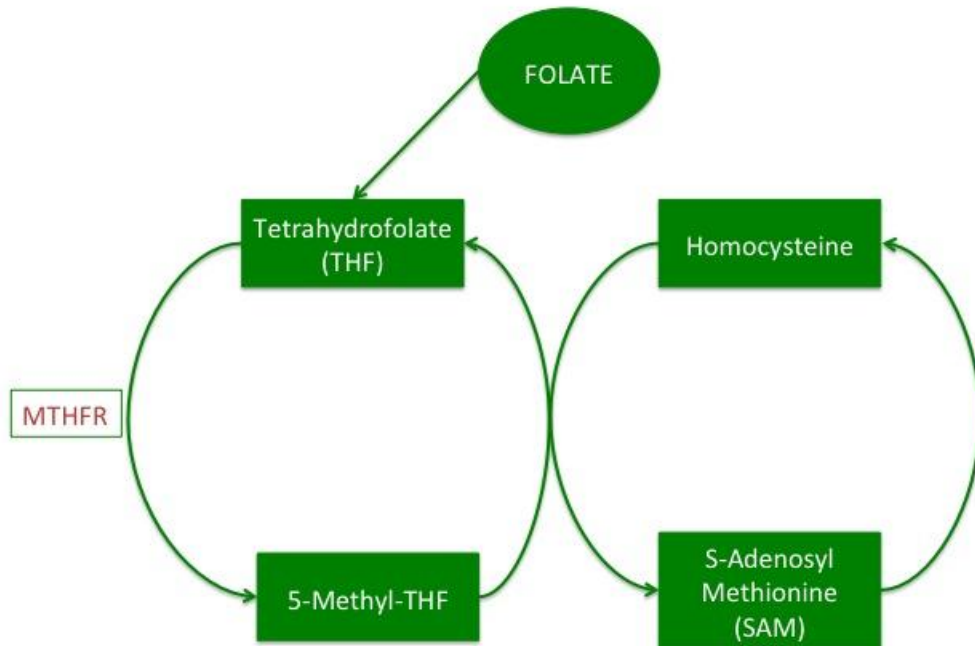 FOLATE
Tetrahydrofolate
(THF)
Homocysteine
MTHFR
5-Methyl-THF
S-Adenosyl
Methionine
(SAM)